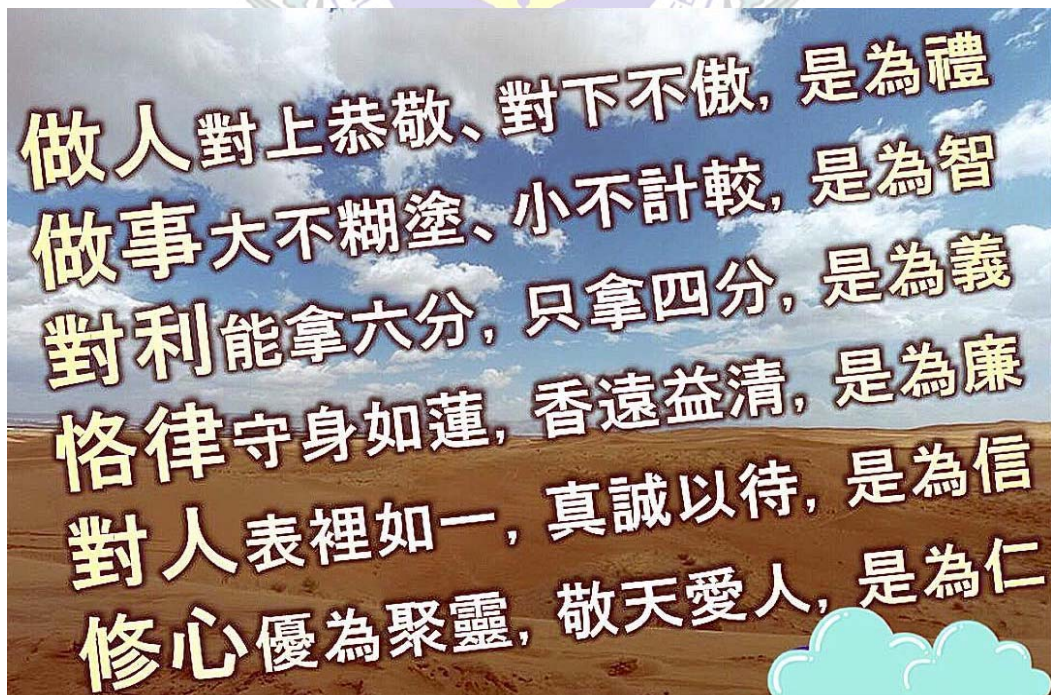 做人對上恭敬、對下不傲, 是為禮
做事大不糊塗、小不計較, 是為智
對利能拿六分, 只拿四分, 是為義
恪律守身如蓮, 香遠益清, 是為廉
對人表裡如一, 真誠以待, 是為信
修心優為聚靈, 敬天愛人, 是為仁